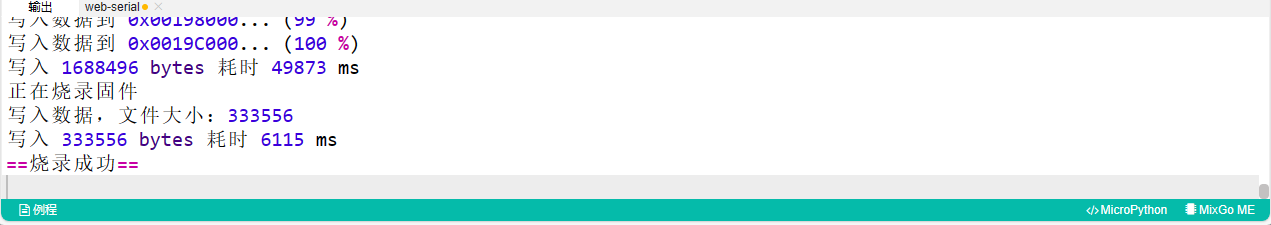 输出 web-serial
写入数据到 0x00198000... (99 %)
写入数据到 0x0019C000... (100 %)
写入 1688496 bytes 耗时 49873 ms
正在烧录固件
写入数据，文件大小：333556
写入 333556 bytes 耗时 6115 ms
==烧录成功==
例程 </> MicroPython MixGo ME